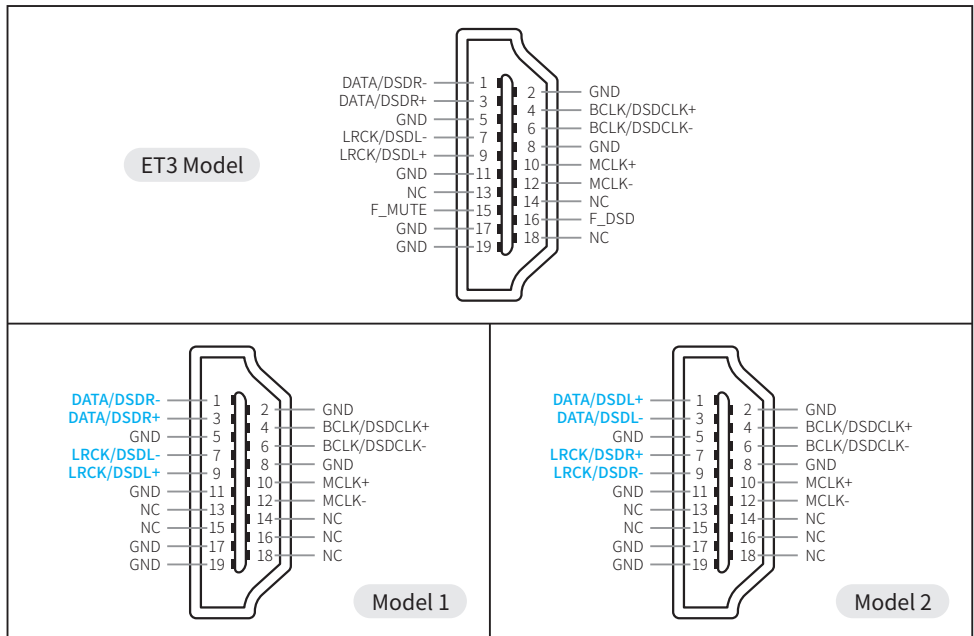 ET3 Model
DATA/DSDR- 1
DATA/DSDR+ 3
GND 5
LRCK/DSDL- 7
LRCK/DSDL+ 9
GND 11
NC 13
F_MUTE 15
GND 17
GND 19
2 GND
4 BCLK/DSDCLK+
6 BCLK/DSDCLK-
8 GND
10 MCLK+
12 MCLK-
14 NC
16 F_DSD
18 NC
DATA/DSDR- 1
DATA/DSDR+ 3
GND 5
LRCK/DSDL- 7
LRCK/DSDL+ 9
GND 11
NC 13
NC 15
GND 17
GND 19
2 GND
4 BCLK/DSDCLK+
6 BCLK/DSDCLK-
8 GND
10 MCLK+
12 MCLK-
14 NC
16 NC
18 NC
Model 1
DATA/DSDL+ 1
DATA/DSDL- 3
GND 5
LRCK/DSDR+ 7
LRCK/DSDR- 9
GND 11
NC 13
NC 15
GND 17
GND 19
2 GND
4 BCLK/DSDCLK+
6 BCLK/DSDCLK-
8 GND
10 MCLK+
12 MCLK-
14 NC
16 NC
18 NC
Model 2